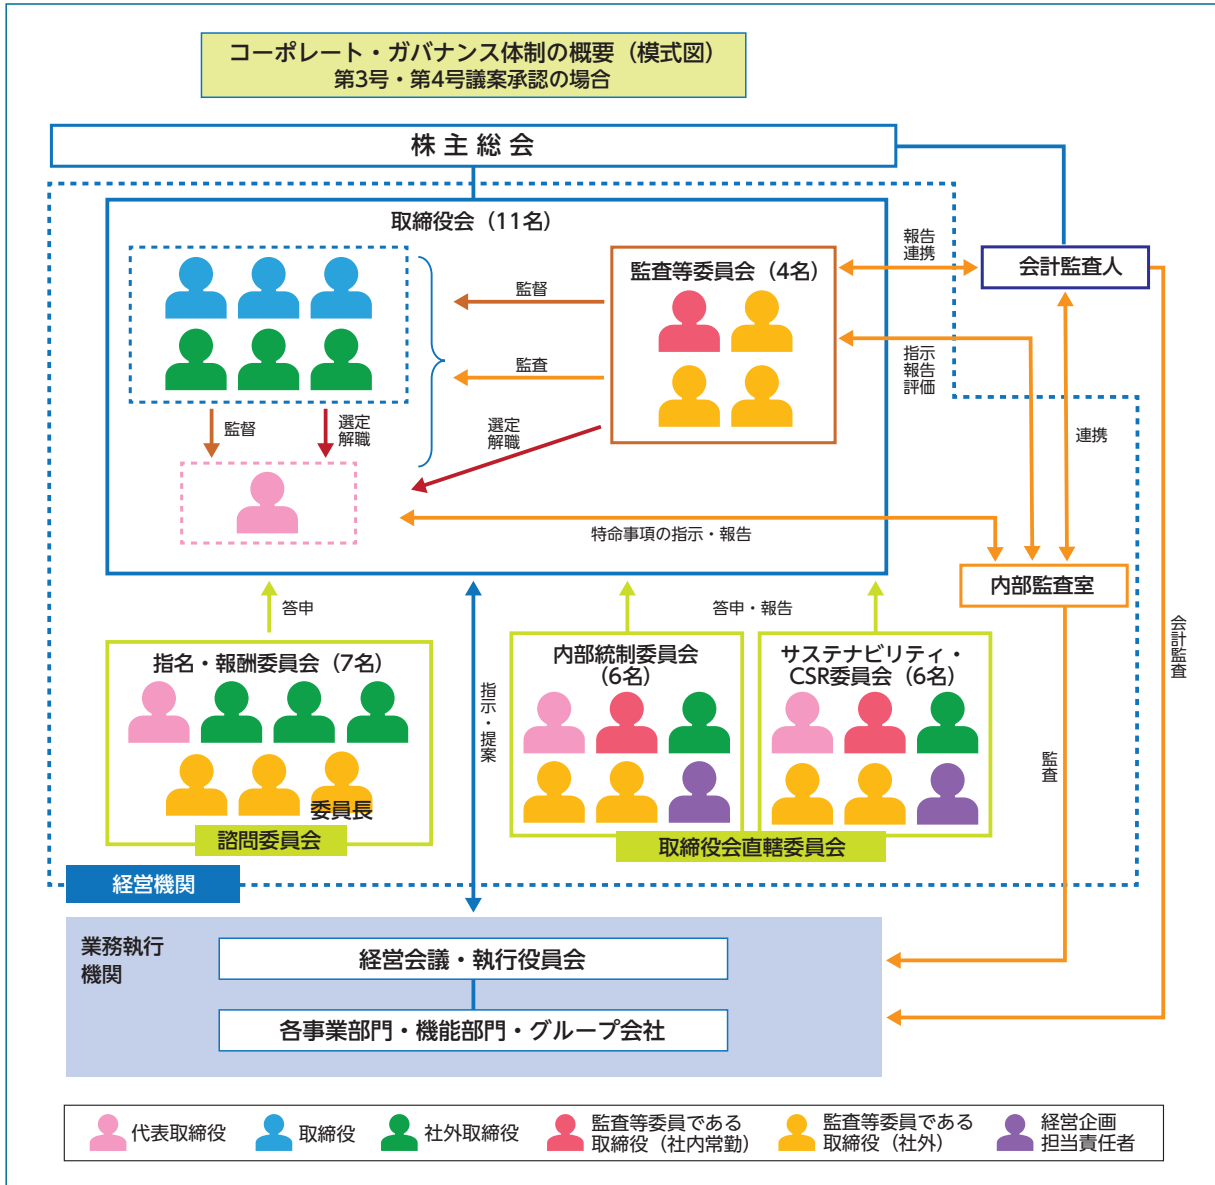 コーポレート・ガバナンス体制の概要（模式図）
第3号・第4号議案承認の場合
株主総会
取締役会（11名）
監査等委員会（4名）
報告
連携
会計監査人
監督
監査
指示
報告
評価
監督
選定
解職
選定
解職
連携
特命事項の指示・報告
内部監査室
答申
答申・報告
会計監査
指名・報酬委員会（7名）
委員長
諮問委員会
指示・提案
内部統制委員会
（6名）
サステナビリティ・
CSR委員会（6名）
取締役会直轄委員会
監査
経営機関
業務執行
機関
経営会議・執行役員会
各事業部門・機能部門・グループ会社
代表取締役
取締役
社外取締役
監査等委員である
取締役（社内常勤）
監査等委員である
取締役（社外）
経営企画
担当責任者